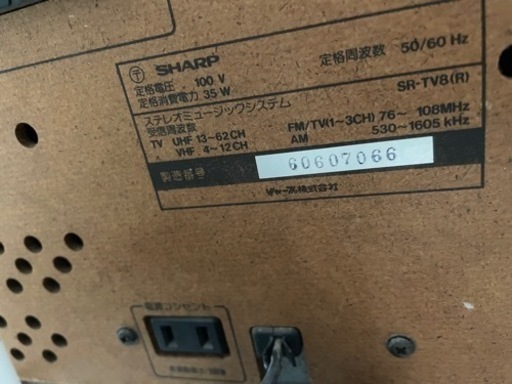 SHARP
定格電圧 100 V
定格周波数 50/60 Hz
定格消費電力 35 W
SR-TV8(R)
ステレオミュージックシステム
受信周波数
FM/TV(1~3CH) 76~ 108MHz
TV UHF 13-62CH
AM 530~1605 kHz
VHF 4~12CH
製造番号 60607066
シャープ株式会社
電源コンセント